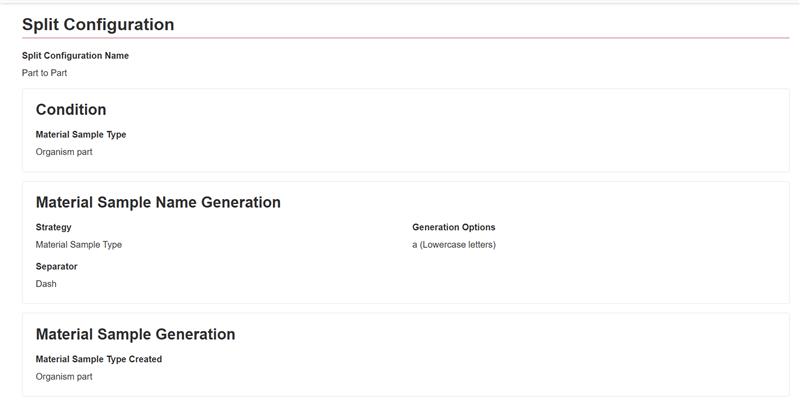 Split Configuration
Split Configuration Name
Part to Part
Condition
Material Sample Type
Organism part
Material Sample Name Generation
Strategy
Material Sample Type
Generation Options
a (Lowercase letters)
Separator
Dash
Material Sample Generation
Material Sample Type Created
Organism part